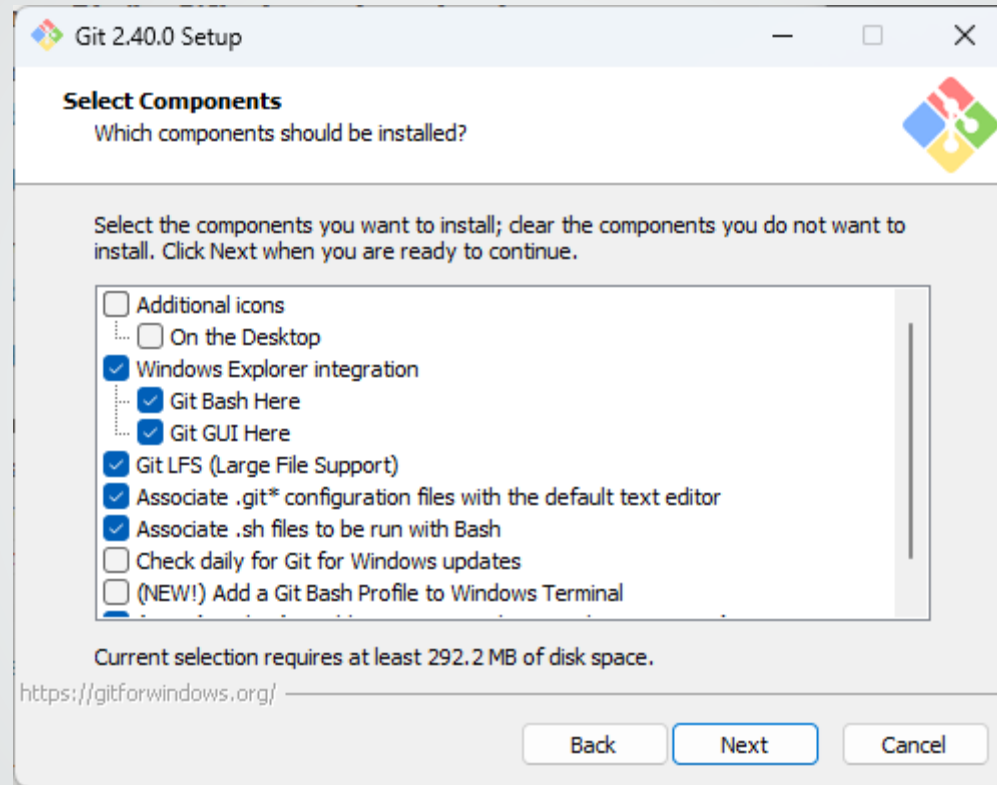 Git 2.40.0 Setup
Select Components
Which components should be installed?
Select the components you want to install; clear the components you do not want to
install. Click Next when you are ready to continue.
Additional icons
On the Desktop
Windows Explorer integration
Git Bash Here
Git GUI Here
Git LFS (Large File Support)
Associate .git* configuration files with the default text editor
Associate .sh files to be run with Bash
Check daily for Git for Windows updates
(NEW!) Add a Git Bash Profile to Windows Terminal
Current selection requires at least 292.2 MB of disk space.
https://gitforwindows.org/
Back
Next
Cancel